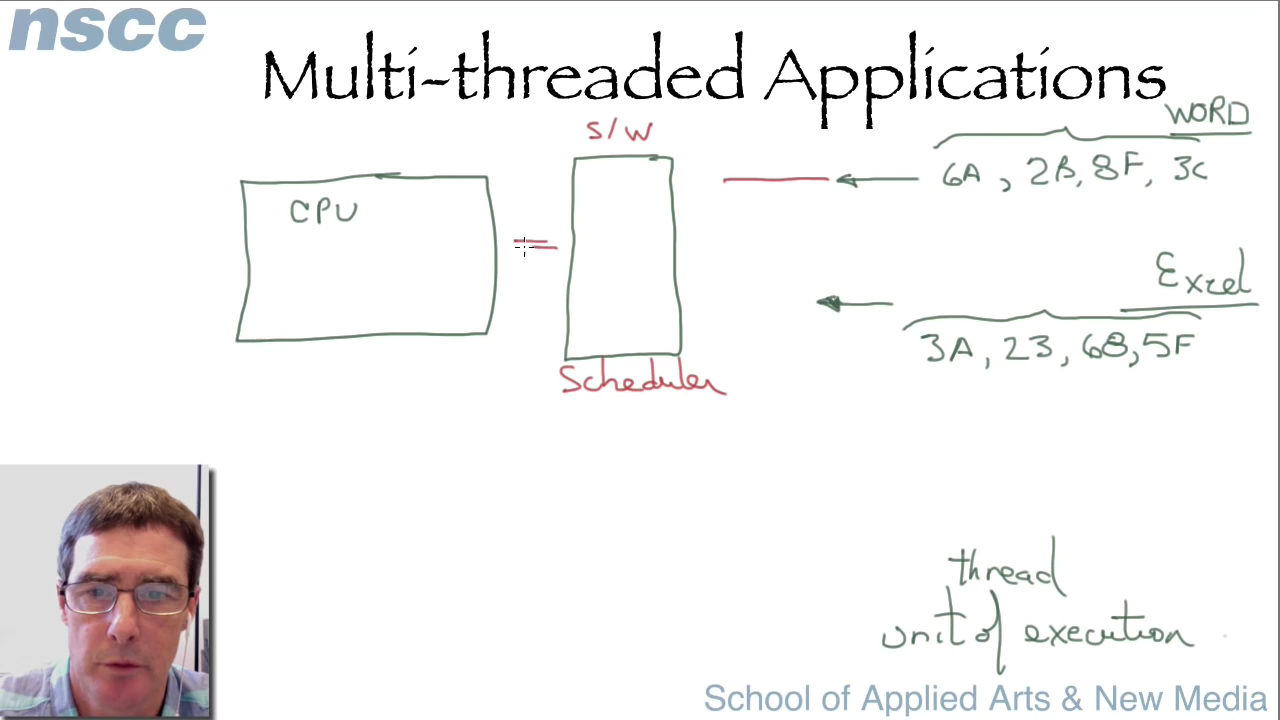 nscc
Multi-threaded Applications
S/W
WORD
CPU
6A, 2B, 8F, 3C
Excel
3A, 23, 6B, 5F
Scheduler
thread
unit of execution
School of Applied Arts & New Media